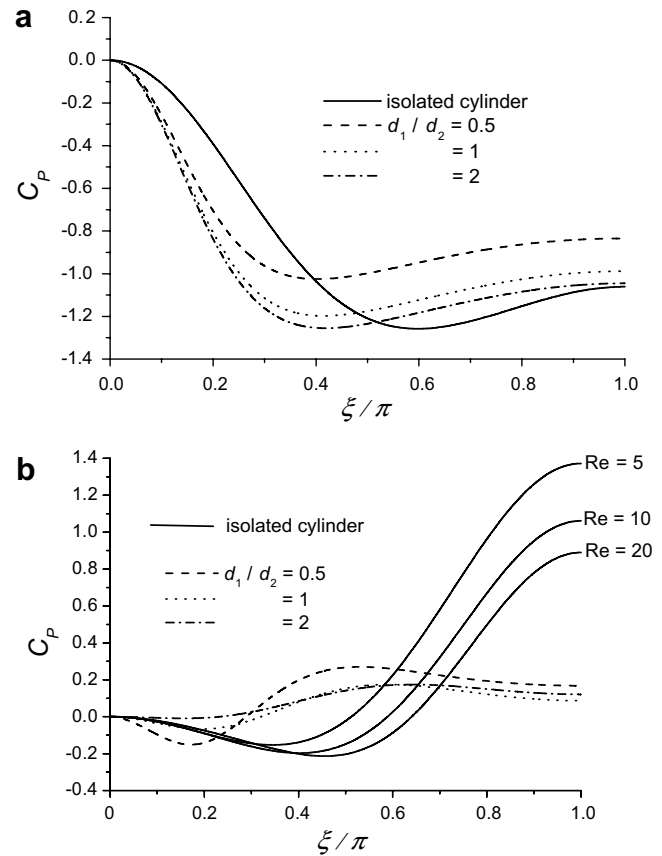 a
0.2
0.0
-0.2
-0.4
-0.6
-0.8
-1.0
-1.2
-1.4
C_P
isolated cylinder
d_1 / d_2 = 0.5
= 1
= 2
0.0 0.2 0.4 0.6 0.8 1.0
ξ / π
b
1.4
1.2
1.0
0.8
0.6
0.4
0.2
0.0
-0.2
-0.4
C_P
Re = 5
Re = 10
Re = 20
isolated cylinder
d_1 / d_2 = 0.5
= 1
= 2
0 0.2 0.4 0.6 0.8 1.0
ξ / π